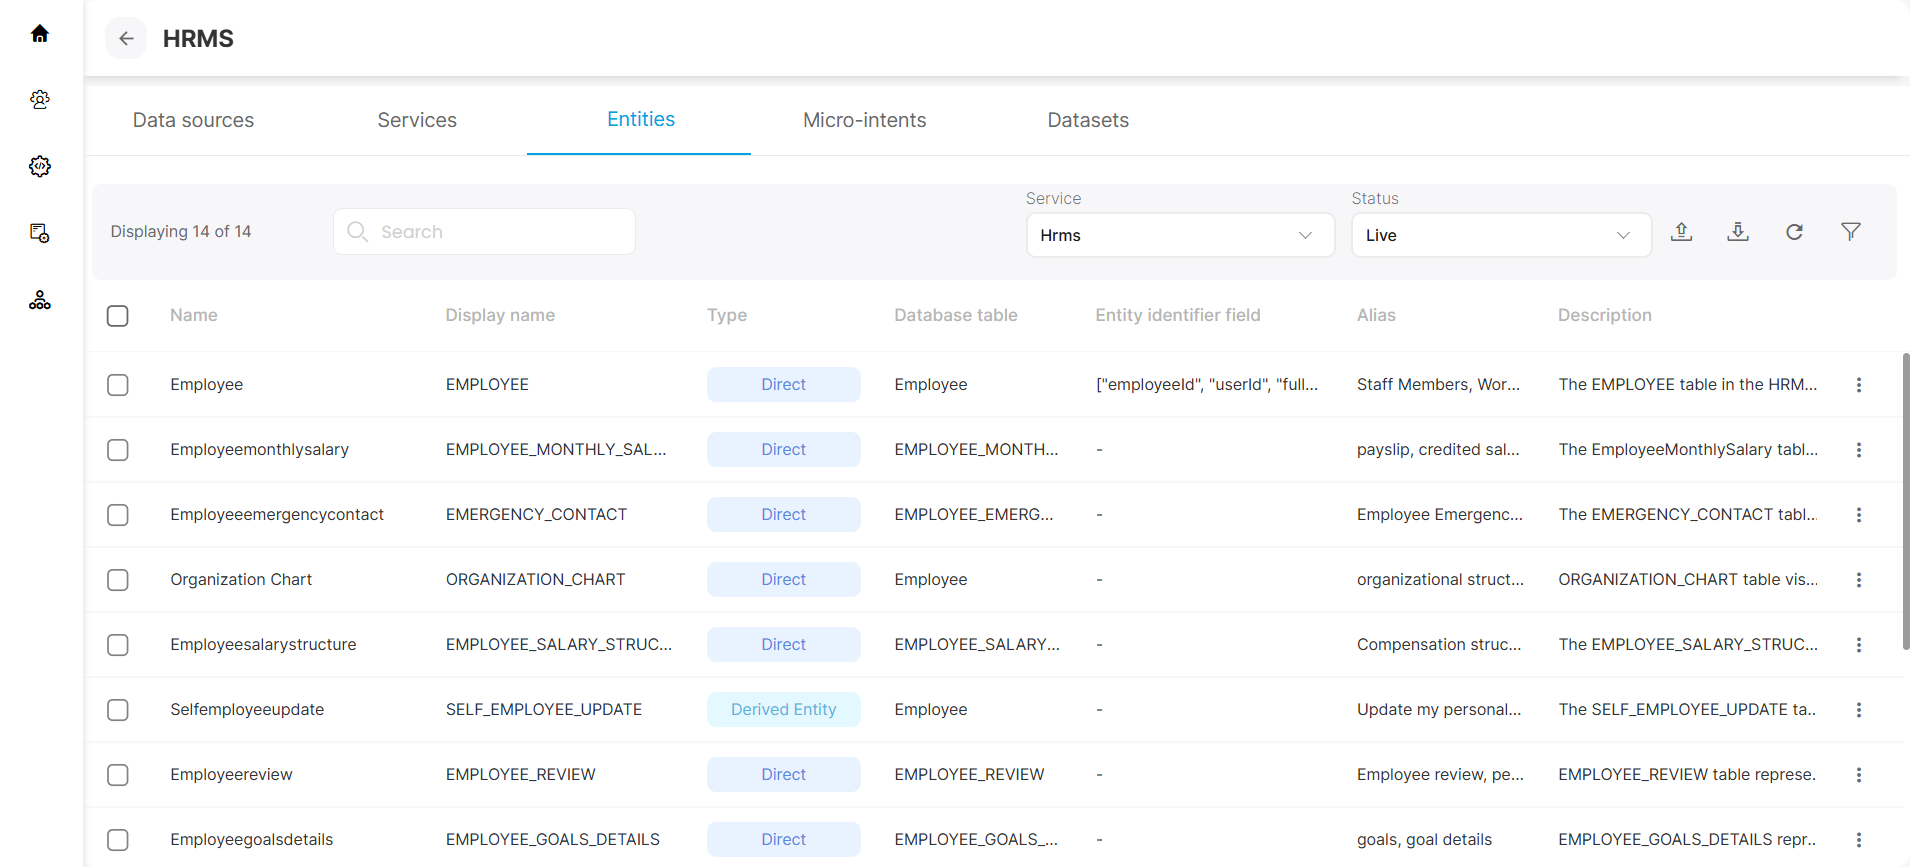 HRMS
Data sources Services Entities Micro-intents Datasets
Service Status
Displaying 14 of 14 Search Hrms Live
Name Display name Type Database table Entity identifier field Alias Description
Employee EMPLOYEE Direct Employee ["employeeId", "userId", "full... Staff Members, Wor... The EMPLOYEE table in the HRM...
Employeemonthlysalary EMPLOYEE_MONTHLY_SAL... Direct EMPLOYEE_MONTH... - payslip, credited sal... The EmployeeMonthlySalary tabl...
Employeeemergencycontact EMERGENCY_CONTACT Direct EMPLOYEE_EMERG... - Employee Emergenc... The EMERGENCY_CONTACT tabl...
Organization Chart ORGANIZATION_CHART Direct Employee - organizational struct... ORGANIZATION_CHART table vis...
Employeesalarystructure EMPLOYEE_SALARY_STRUC... Direct EMPLOYEE_SALARY... - Compensation struc... The EMPLOYEE_SALARY_STRUC...
Selfemployeeupdate SELF_EMPLOYEE_UPDATE Derived Entity Employee - Update my personal... The SELF_EMPLOYEE_UPDATE ta..
Employeereview EMPLOYEE_REVIEW Direct EMPLOYEE_REVIEW - Employee review, pe... EMPLOYEE_REVIEW table represe.
Employeegoalsdetails EMPLOYEE_GOALS_DETAILS Direct EMPLOYEE_GOALS_... - goals, goal details EMPLOYEE_GOALS_DETAILS repr..